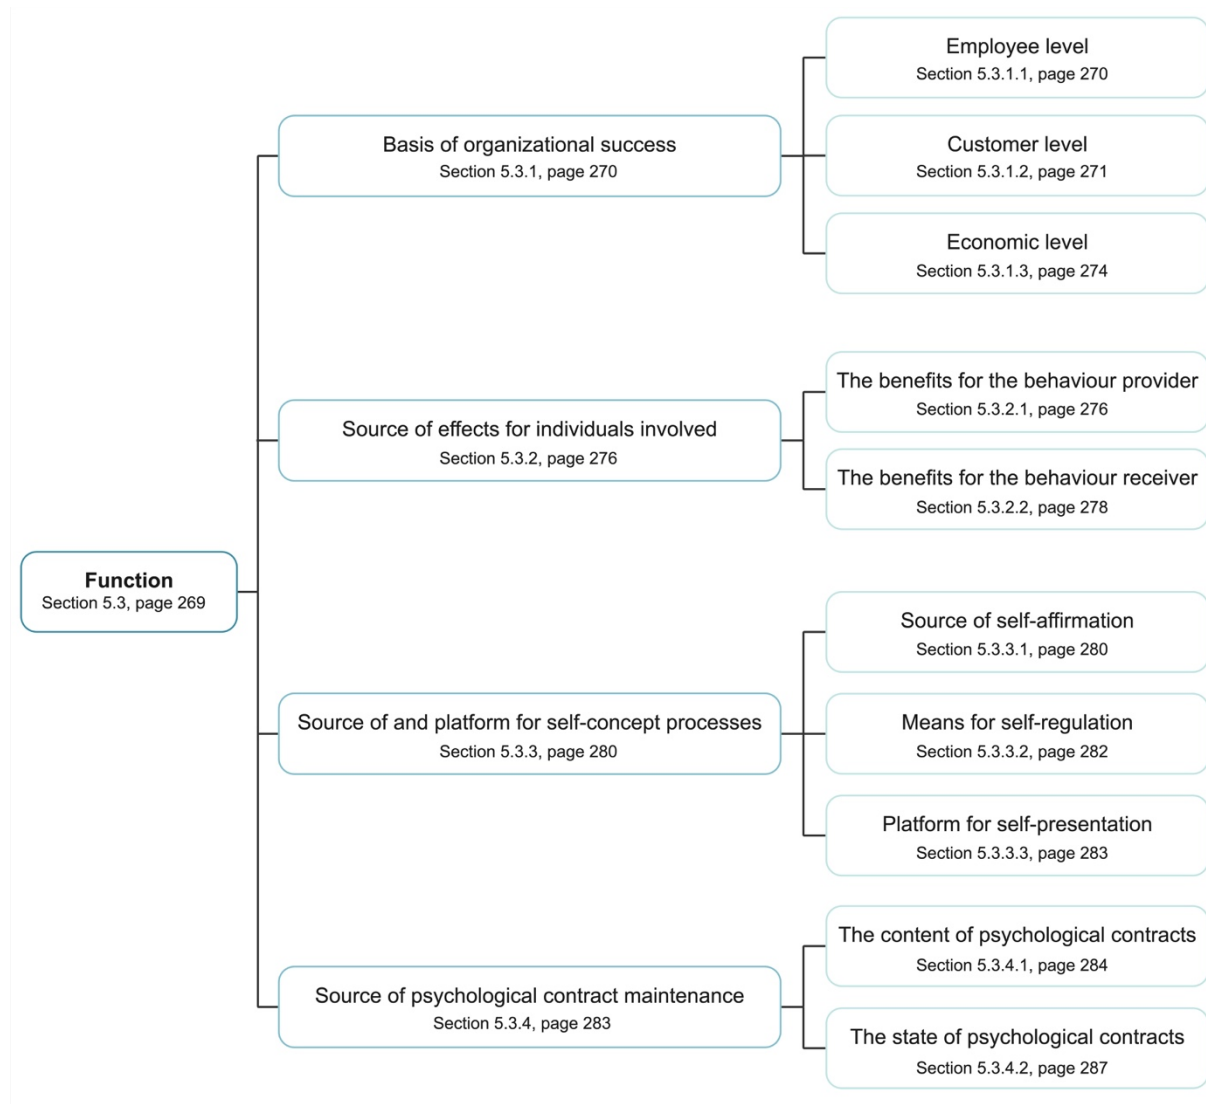 Function
Section 5.3, page 269
Basis of organizational success
Section 5.3.1, page 270
Employee level
Section 5.3.1.1, page 270
Customer level
Section 5.3.1.2, page 271
Economic level
Section 5.3.1.3, page 274
Source of effects for individuals involved
Section 5.3.2, page 276
The benefits for the behaviour provider
Section 5.3.2.1, page 276
The benefits for the behaviour receiver
Section 5.3.2.2, page 278
Source of and platform for self-concept processes
Section 5.3.3, page 280
Source of self-affirmation
Section 5.3.3.1, page 280
Means for self-regulation
Section 5.3.3.2, page 282
Platform for self-presentation
Section 5.3.3.3, page 283
Source of psychological contract maintenance
Section 5.3.4, page 283
The content of psychological contracts
Section 5.3.4.1, page 284
The state of psychological contracts
Section 5.3.4.2, page 287